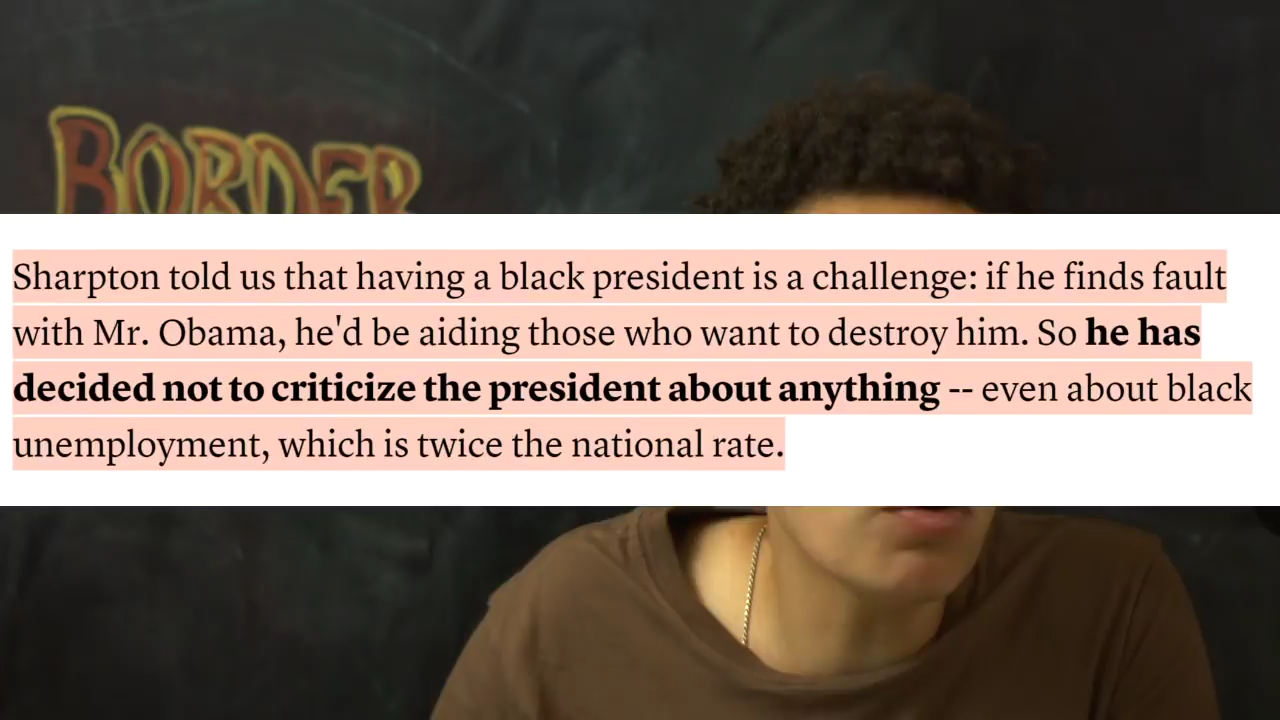 BORDER
Sharpton told us that having a black president is a challenge: if he finds fault
with Mr. Obama, he'd be aiding those who want to destroy him. So he has
decided not to criticize the president about anything -- even about black
unemployment, which is twice the national rate.